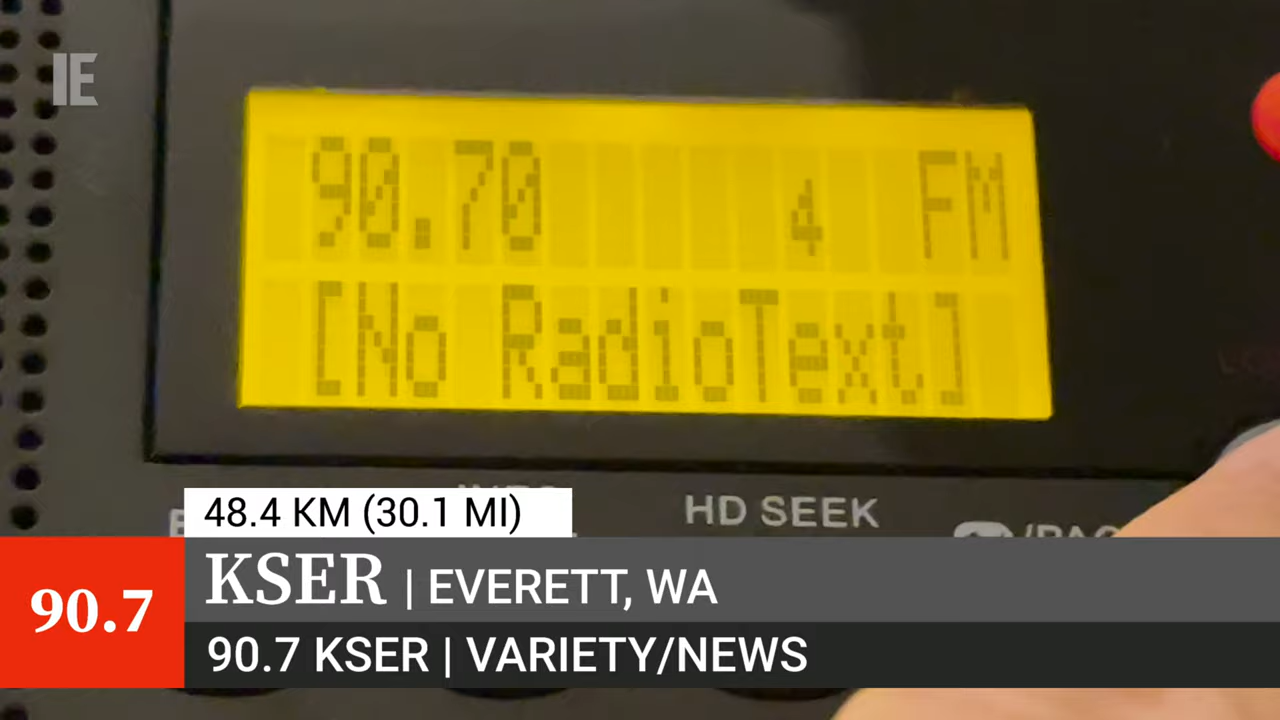 IE
90.70 4 FM
[No RadioText]
48.4 KM (30.1 MI)
HD SEEK
KSER | EVERETT, WA
90.7
90.7 KSER | VARIETY/NEWS